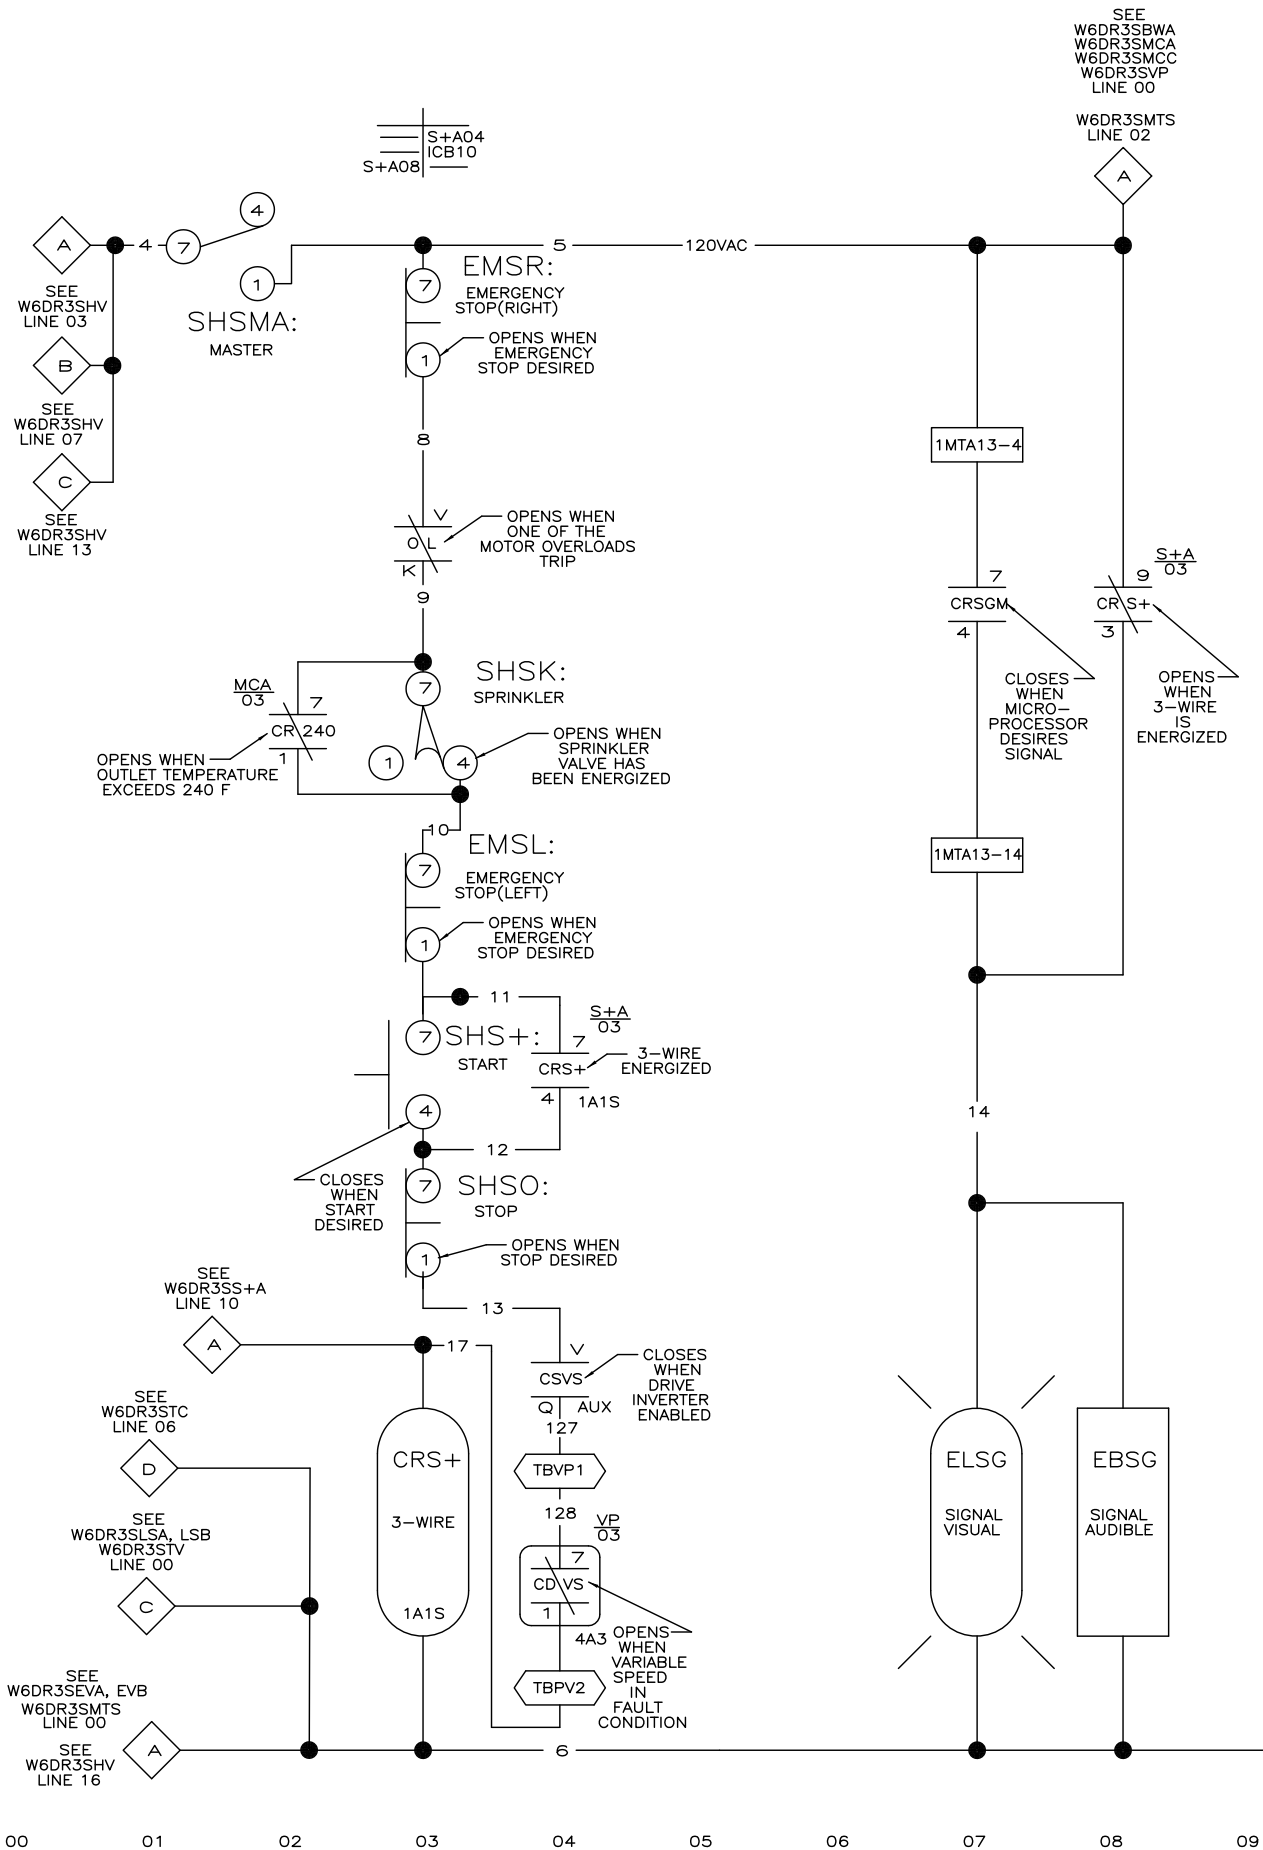 SEE
W6DR3SBWA
W6DR3SMCA
W6DR3SMCC
W6DR3SVP
LINE 00
W6DR3SMTS
LINE 02
A
S+A04
ICB10
S+A08
A
4
7
4
1
5
120VAC
SEE
W6DR3SHV
LINE 03
SHSMA:
MASTER
B
SEE
W6DR3SHV
LINE 07
C
SEE
W6DR3SHV
LINE 13
7
EMSR:
EMERGENCY
STOP(RIGHT)
1
OPENS WHEN
EMERGENCY
STOP DESIRED
8
V
OL
K
OPENS WHEN
ONE OF THE
MOTOR OVERLOADS
TRIP
9
7
SHSK:
SPRINKLER
1
4
OPENS WHEN
SPRINKLER
VALVE HAS
BEEN ENERGIZED
MCA
03
7
CR 240
1
OPENS WHEN
OUTLET TEMPERATURE
EXCEEDS 240 F
10
EMSL:
7
EMERGENCY
STOP(LEFT)
1
OPENS WHEN
EMERGENCY
STOP DESIRED
11
7
SHS+:
START
4
S+A
03
7
CRS+
4
1A1S
3-WIRE
ENERGIZED
12
CLOSES
WHEN
START
DESIRED
7
SHSO:
STOP
1
OPENS WHEN
STOP DESIRED
13
SEE
W6DR3SS+A
LINE 10
A
17
V
CSVS
Q
AUX
CLOSES
WHEN
DRIVE
INVERTER
ENABLED
127
TBVP1
128
VP
03
7
CD VS
1
4A3
OPENS
WHEN
VARIABLE
SPEED
IN
FAULT
CONDITION
TBPV2
CRS+
3-WIRE
1A1S
SEE
W6DR3STC
LINE 06
D
SEE
W6DR3SLSA, LSB
W6DR3STV
LINE 00
C
SEE
W6DR3SEVA, EVB
W6DR3SMTS
LINE 00
A
SEE
W6DR3SHV
LINE 16
6
1MTA13-4
7
CRSGM
4
CLOSES
WHEN
MICRO-
PROCESSOR
DESIRES
SIGNAL
S+A
03
9
CR S+
3
OPENS
WHEN
3-WIRE
IS
ENERGIZED
1MTA13-14
14
ELSG
SIGNAL
VISUAL
EBSG
SIGNAL
AUDIBLE
00 01 02 03 04 05 06 07 08 09